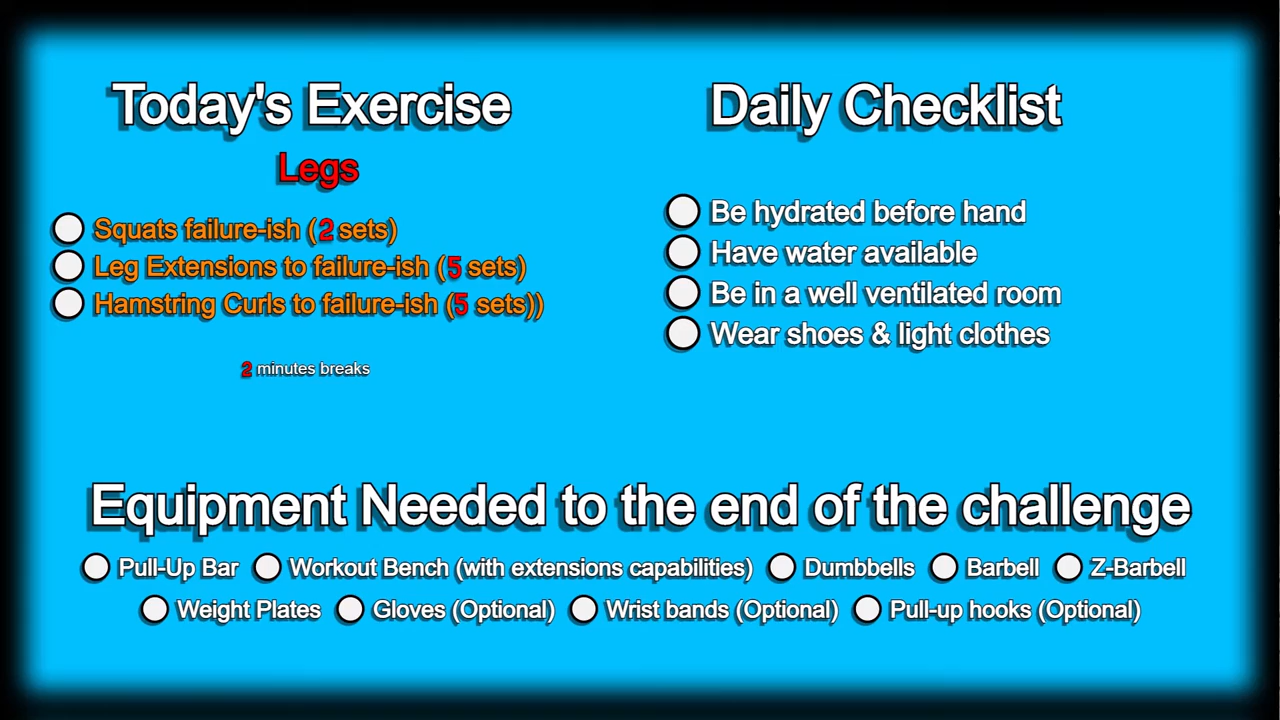 Today's Exercise
Legs
Squats failure-ish (2 sets)
Leg Extensions to failure-ish (5 sets)
Hamstring Curls to failure-ish (5 sets))
2 minutes breaks
Daily Checklist
Be hydrated before hand
Have water available
Be in a well ventilated room
Wear shoes & light clothes
Equipment Needed to the end of the challenge
Pull-Up Bar Workout Bench (with extensions capabilities) Dumbbells Barbell Z-Barbell
Weight Plates Gloves (Optional) Wrist bands (Optional) Pull-up hooks (Optional)